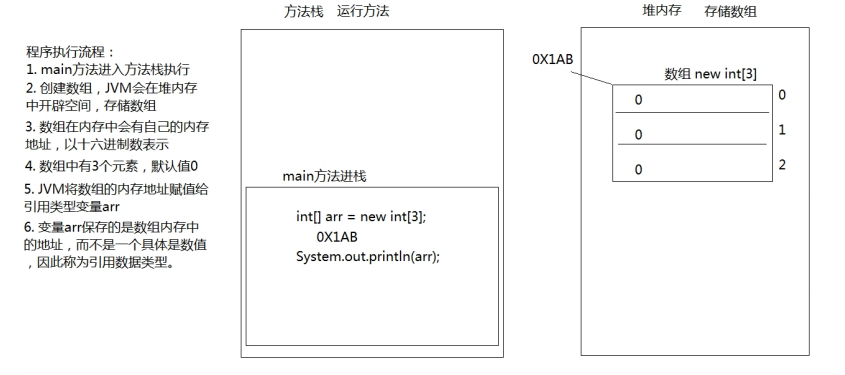 方法栈 运行方法
堆内存 存储数组
程序执行流程：
1. main方法进入方法栈执行
2. 创建数组，JVM会在堆内存
中开辟空间，存储数组
3. 数组在内存中会有自己的内存
地址，以十六进制数表示
4. 数组中有3个元素，默认值0
5. JVM将数组的内存地址赋值给
引用类型变量arr
6. 变量arr保存的是数组内存中
的地址，而不是一个具体是数值
，因此称为引用数据类型。
main方法进栈
int[] arr = new int[3];
0X1AB
System.out.println(arr);
0X1AB
数组 new int[3]
0 0
0 1
0 2